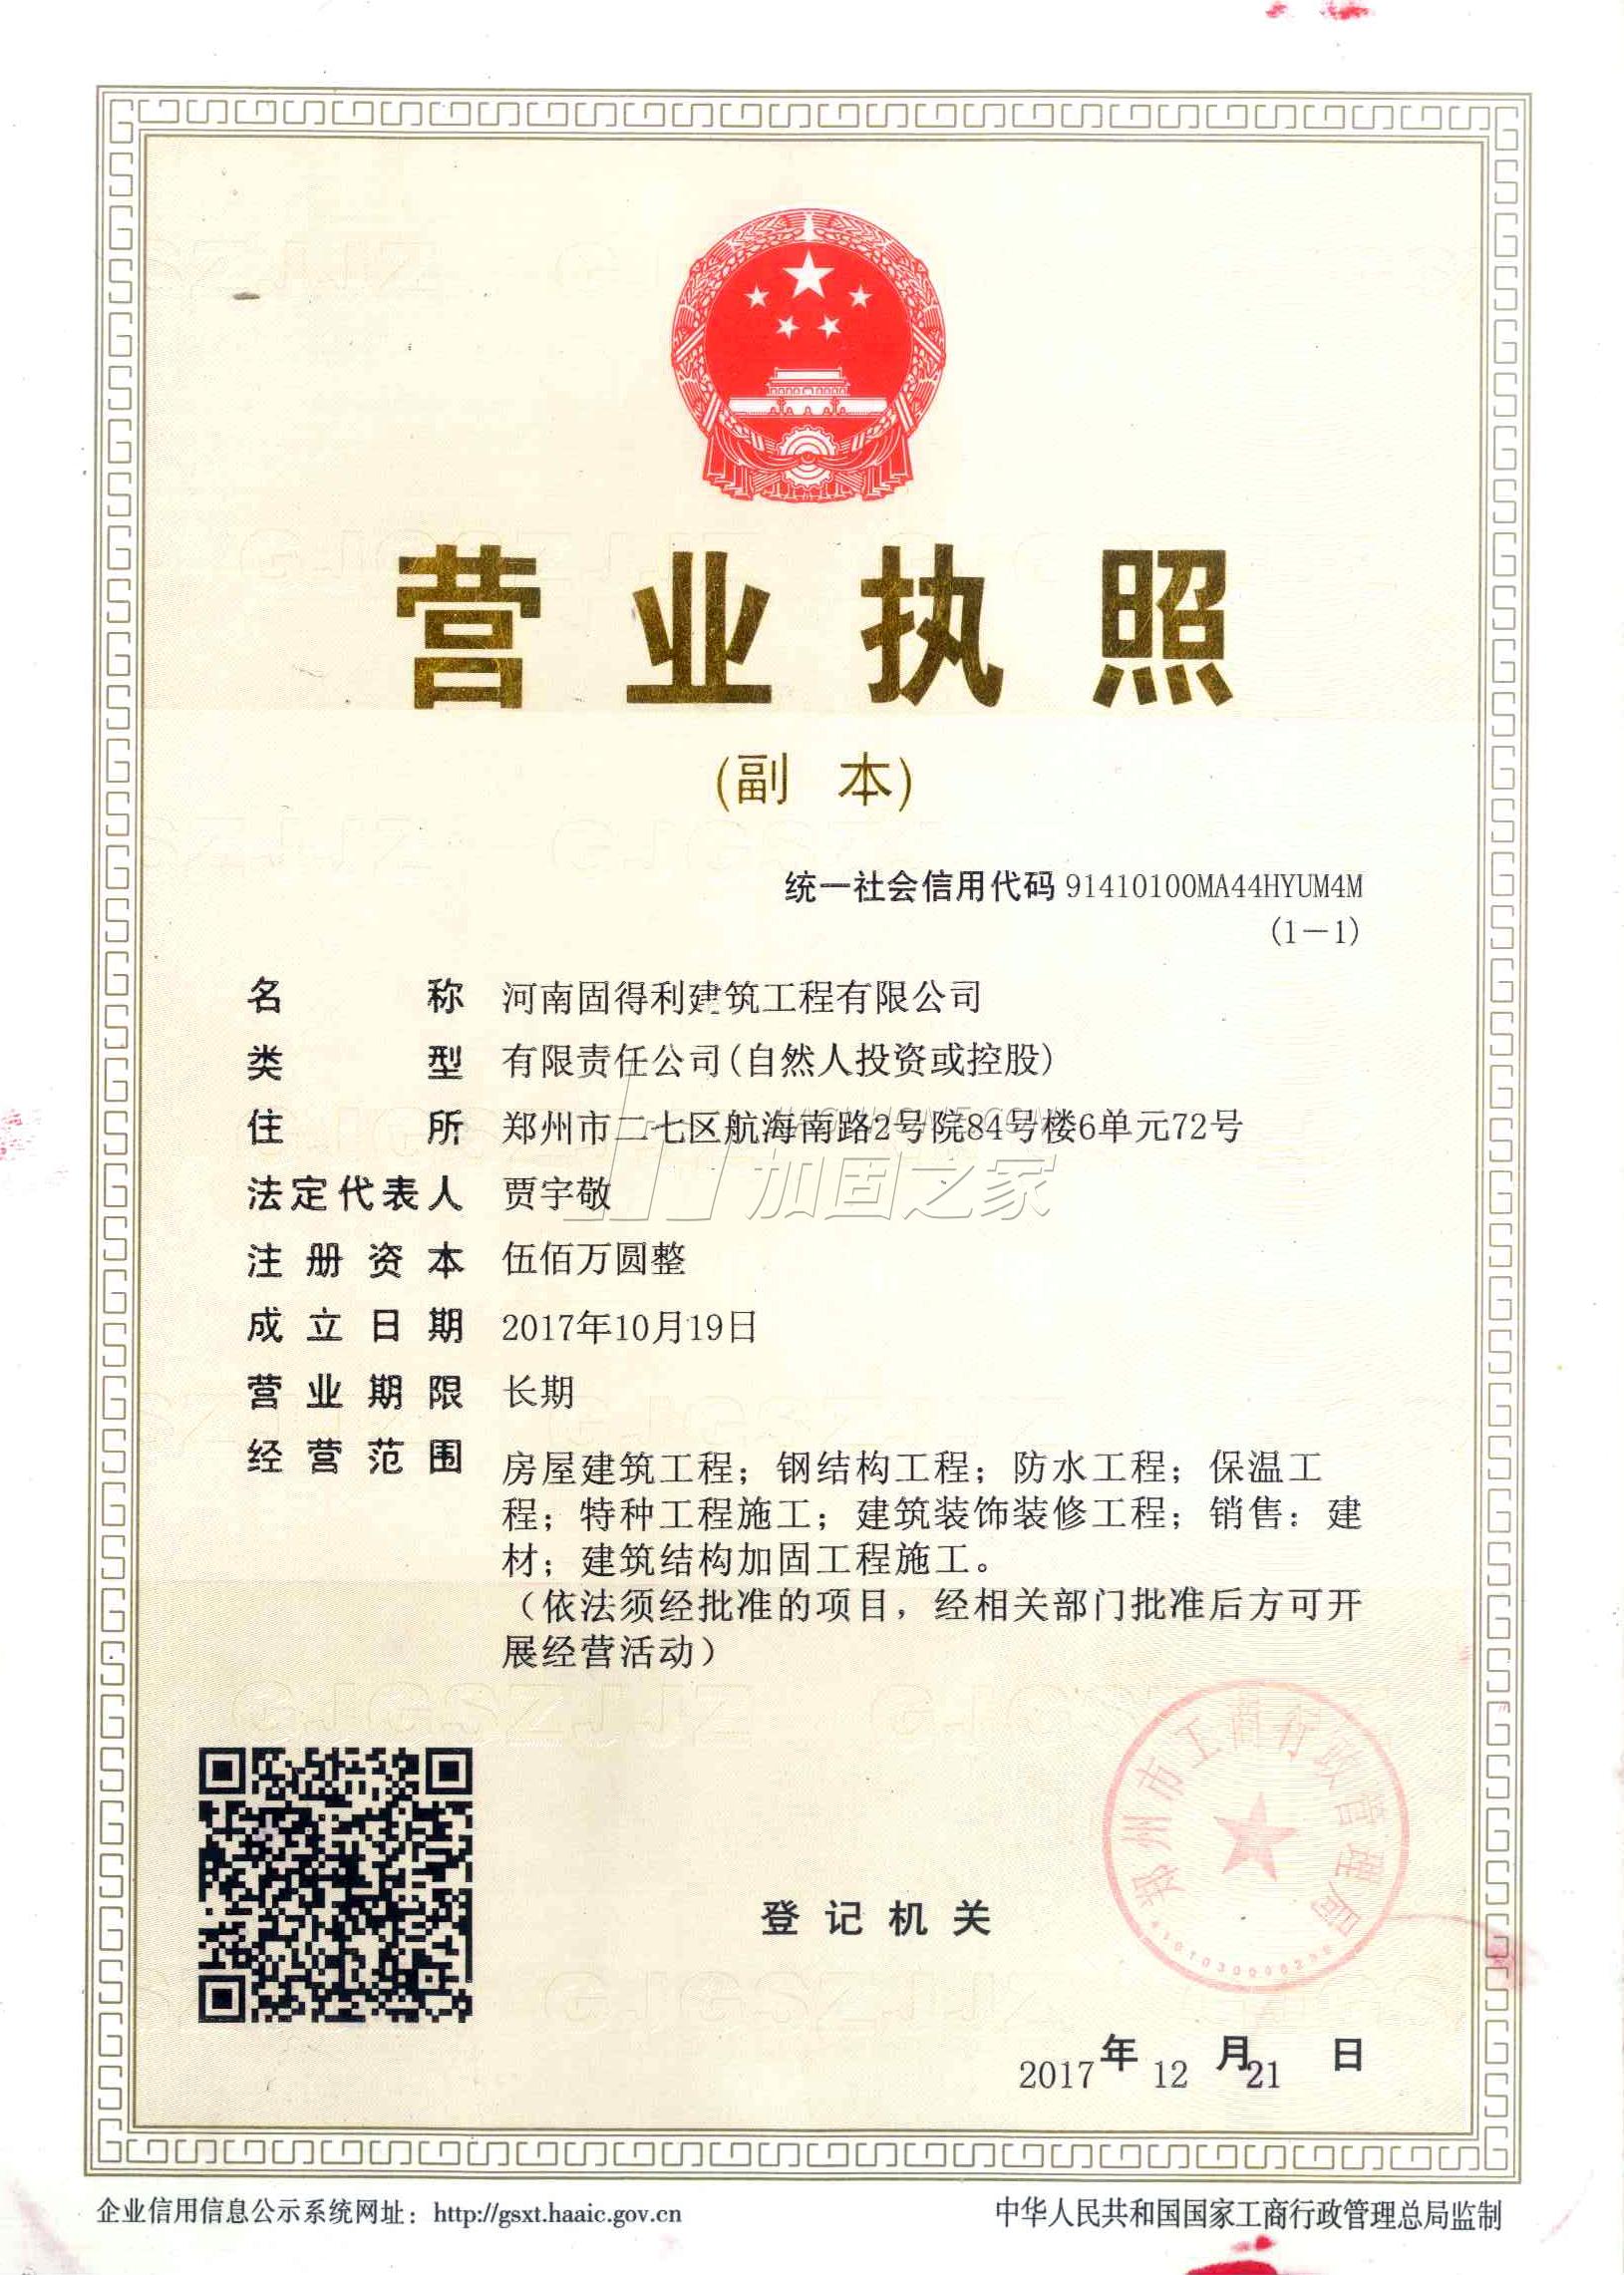 营业执照
(副 本)
统一社会信用代码 91410100MA44HYUM4M
(1-1)
名 称 河南固得利建筑工程有限公司
类 型 有限责任公司(自然人投资或控股)
住 所 郑州市二七区航海南路2号院84号楼6单元72号
加固之家
法定代表人 贾宇敬
注册资本 伍佰万圆整
成立日期 2017年10月19日
营业期限 长期
经营范围 房屋建筑工程；钢结构工程；防水工程；保温工
程；特种工程施工；建筑装饰装修工程；销售：建
材；建筑结构加固工程施工。
（依法须经批准的项目，经相关部门批准后方可开
展经营活动）
郑州市工商行政管理局
登记机关
2017年12月21日
企业信用信息公示系统网址：http://gsxt.haaic.gov.cn
中华人民共和国国家工商行政管理总局监制